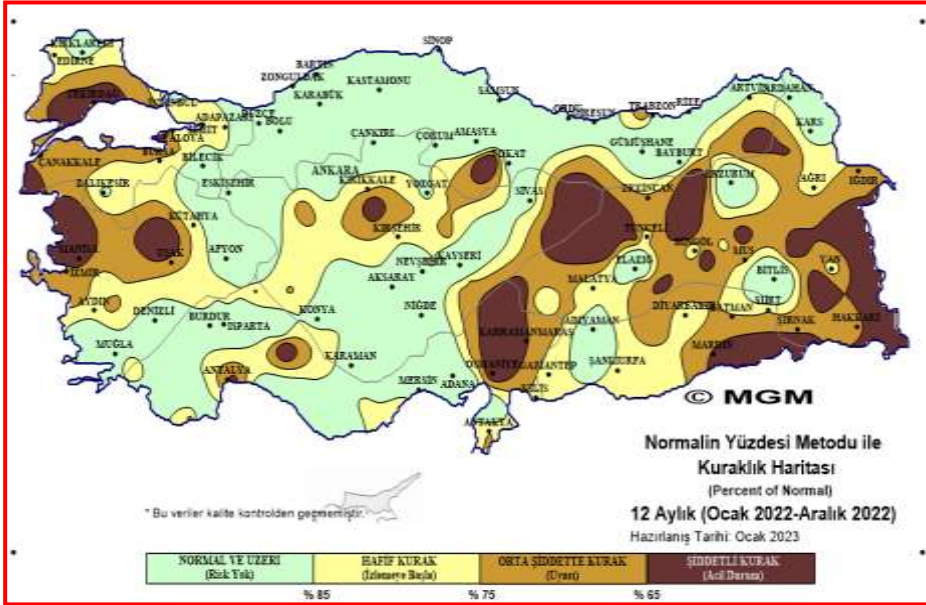 SİNOP
KIRKLARELİ
EDİRNE
BARTIN
ZONGULDAK
KASTAMONU
KARABÜK
SAMSUN
TEKİRDAĞ
ORDU
GİRESUN
TRABZON
RİZE
ARTVİN
ARDAHAN
ADAPAZARI
BOLU
ÇANKIRI
ÇORUM
AMASYA
KARS
YALOVA
TOKAT
GÜMÜŞHANE
BAYBURT
ÇANAKKALE
BURSA
BİLECİK
ANKARA
KIRIKKALE
YOZGAT
SİVAS
ERZİNCAN
ERZURUM
AĞRI
IĞDIR
BALIKESİR
ESKİŞEHİR
KÜTAHYA
KIRŞEHİR
TUNCELİ
BİNGÖL
MUŞ
MANİSA
UŞAK
AFYON
NEVŞEHİR
KAYSERİ
ELAZIĞ
BİTLİS
VAN
İZMİR
AKSARAY
MALATYA
AYDIN
DENİZLİ
BURDUR
ISPARTA
KONYA
NİĞDE
DİYARBAKIR
BATMAN
SİİRT
ŞIRNAK
HAKKARİ
KAHRAMANMARAŞ
ADIYAMAN
MUĞLA
ANTALYA
KARAMAN
MERSİN
ADANA
OSMANİYE
GAZİANTEP
ŞANLIURFA
MARDİN
KİLİS
ANTAKYA
© MGM
Normalin Yüzdesi Metodu ile
Kuraklık Haritası
(Percent of Normal)
12 Aylık (Ocak 2022-Aralık 2022)
Hazırlanış Tarihi: Ocak 2023
* Bu veriler kalite kontrolden geçmemiştir.
NORMAL VE ÜZERİ
(Risk Yok)
HAFİF KURAK
(İzlemeye Başla)
ORTA ŞİDDETTE KURAK
(Uyarı)
ŞİDDETLİ KURAK
(Acil Durum)
% 85
% 75
% 65